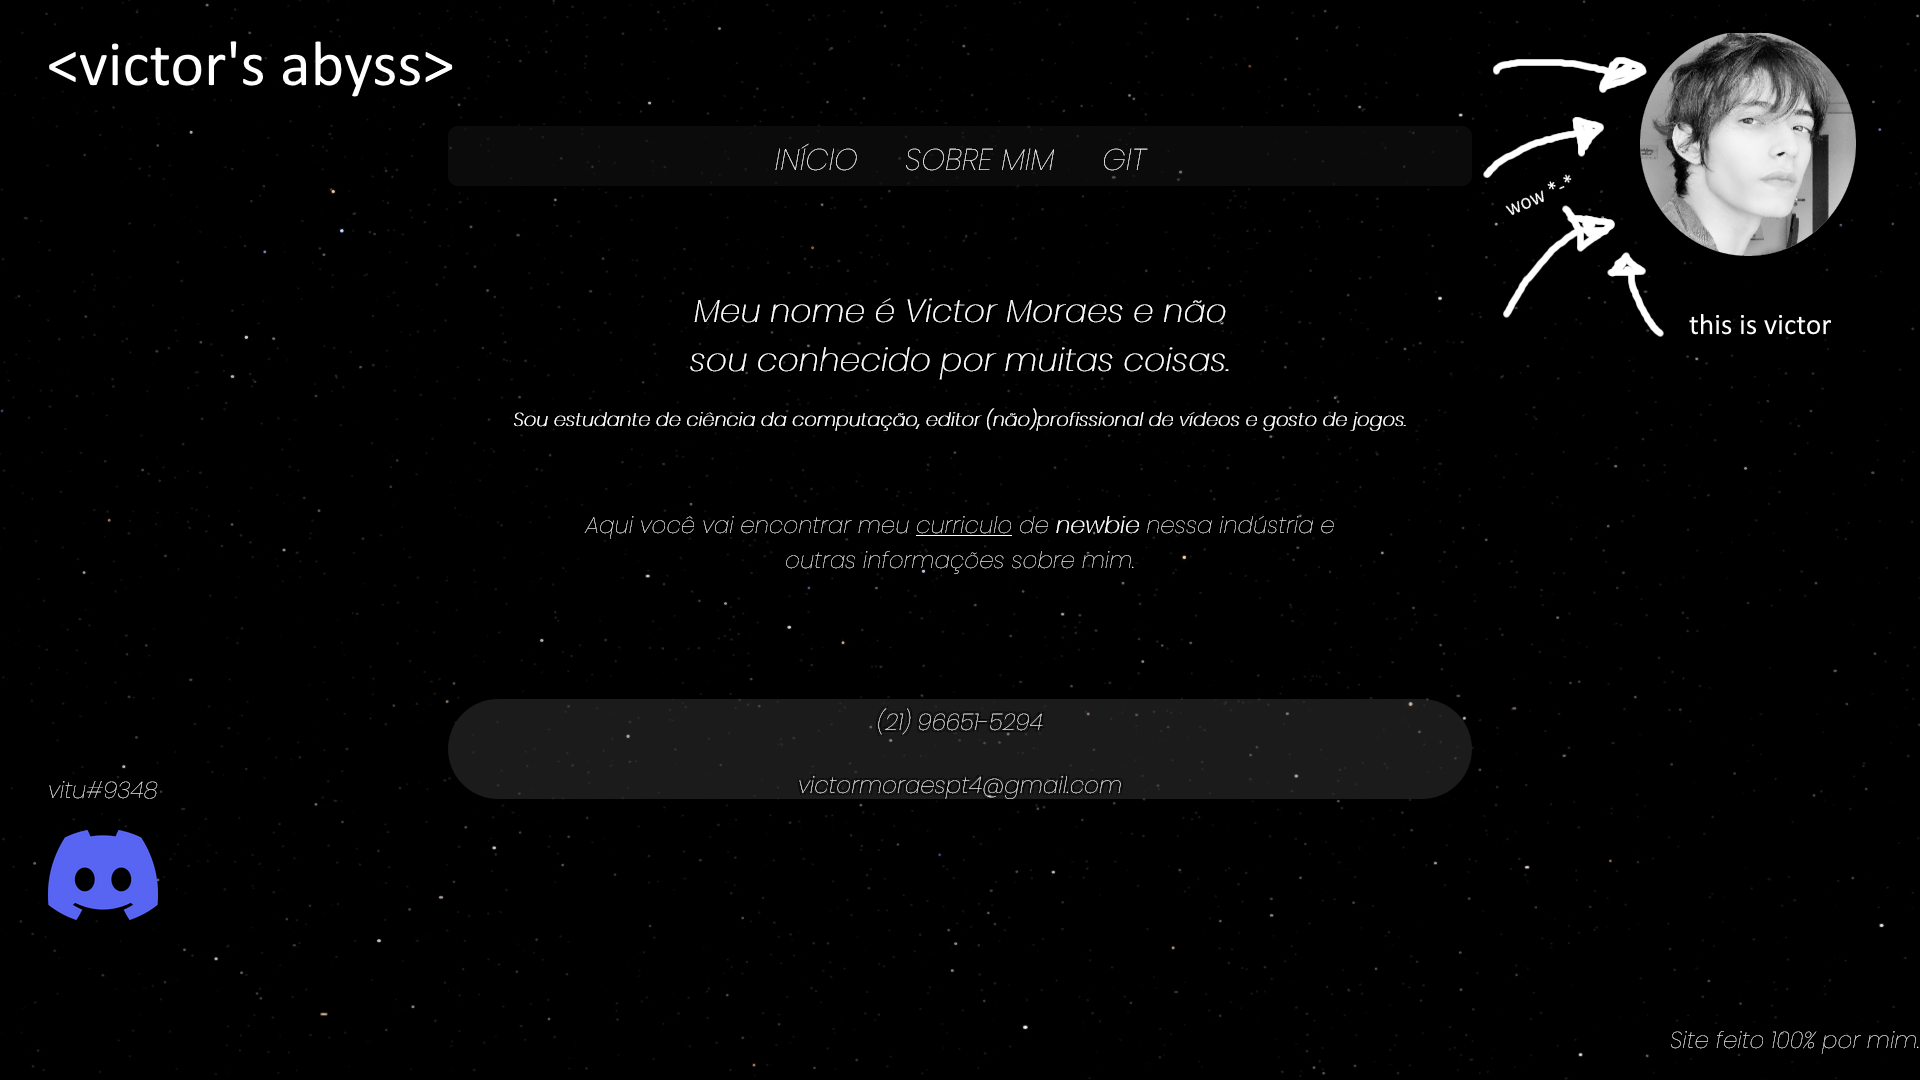 <victor's abyss>
INÍCIO SOBRE MIM GIT
wow *-*
this is victor
Meu nome é Victor Moraes e não
sou conhecido por muitas coisas.
Sou estudante de ciência da computação, editor (não)profissional de vídeos e gosto de jogos.
Aqui você vai encontrar meu curriculo de newbie nessa indústria e
outras informações sobre mim.
(21) 96651-5294
victormoraespt4@gmail.com
vitu#9348
Site feito 100% por mim.